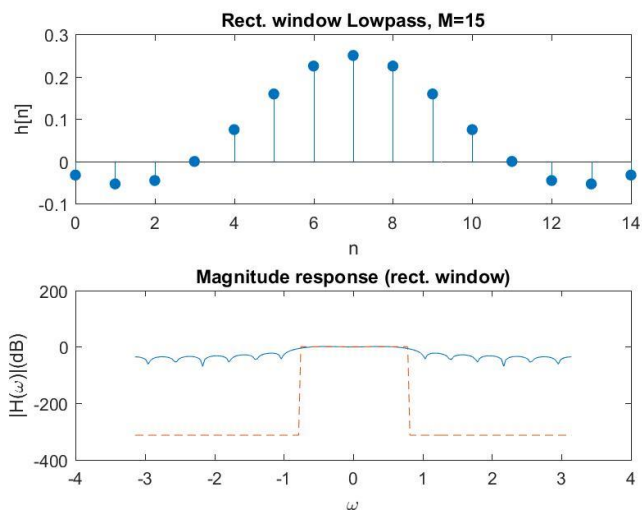 Rect. window Lowpass, M=15
h[n]
0.3
0.2
0.1
0
-0.1
0 2 4 6 8 10 12 14
n
Magnitude response (rect. window)
|H(ω)|(dB)
200
0
-200
-400
-4 -3 -2 -1 0 1 2 3 4
ω